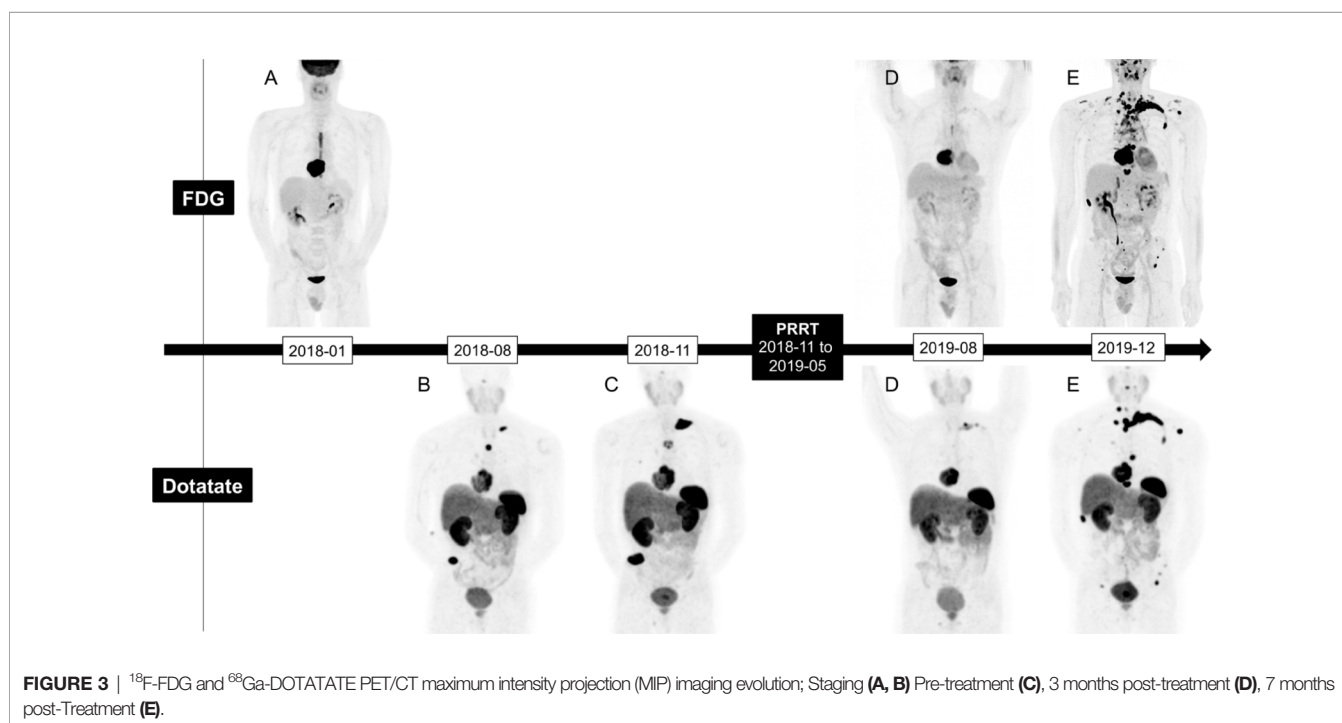 A
D
E
FDG
PRRT
2018-11 to
2019-05
2018-01
2018-08
2018-11
2019-08
2019-12
B
C
D
E
Dotatate
FIGURE 3 | ¹⁸F-FDG and ⁶⁸Ga-DOTATATE PET/CT maximum intensity projection (MIP) imaging evolution; Staging (A, B) Pre-treatment (C), 3 months post-treatment (D), 7 months
post-Treatment (E).